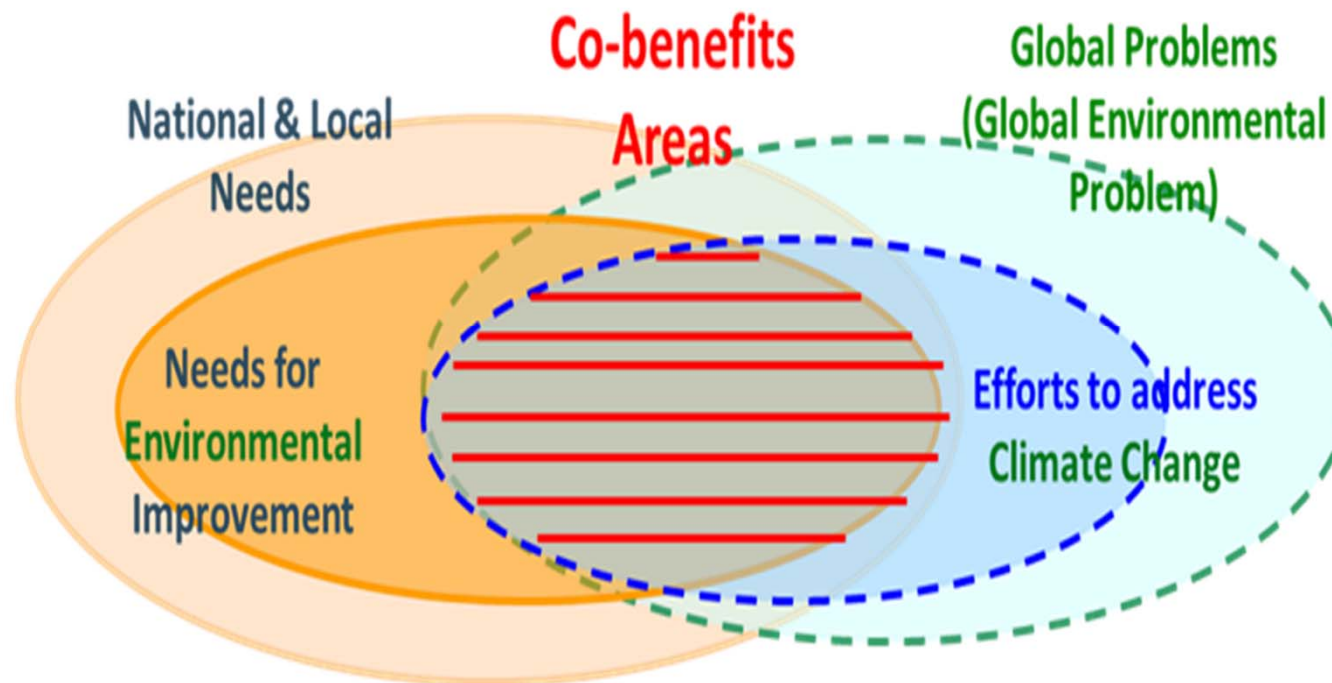 Co-benefits
Areas
National & Local
Needs
Global Problems
(Global Environmental
Problem)
Needs for
Environmental
Improvement
Efforts to address
Climate Change